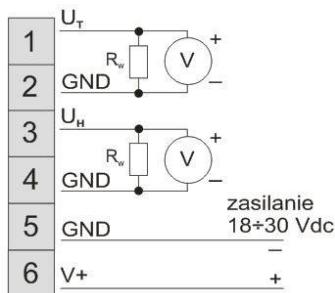 1 U_T
R_w V + −
2 GND
3 U_H
R_w V + −
4 GND
zasilanie
18÷30 Vdc
5 GND −
6 V+ +